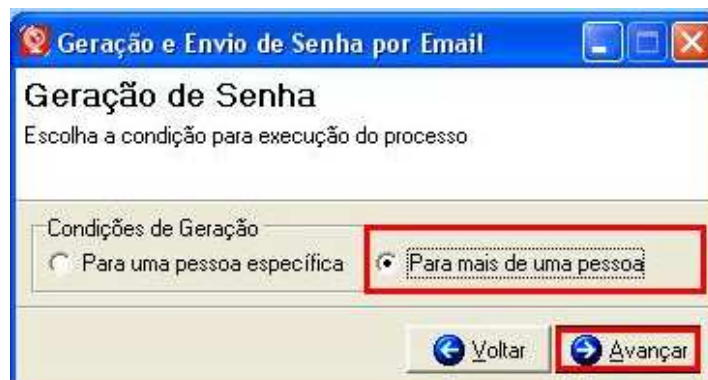 Geração e Envio de Senha por Email
Geração de Senha
Escolha a condição para execução do processo
Condições de Geração
Para uma pessoa específica
Para mais de uma pessoa
Voltar
Avançar